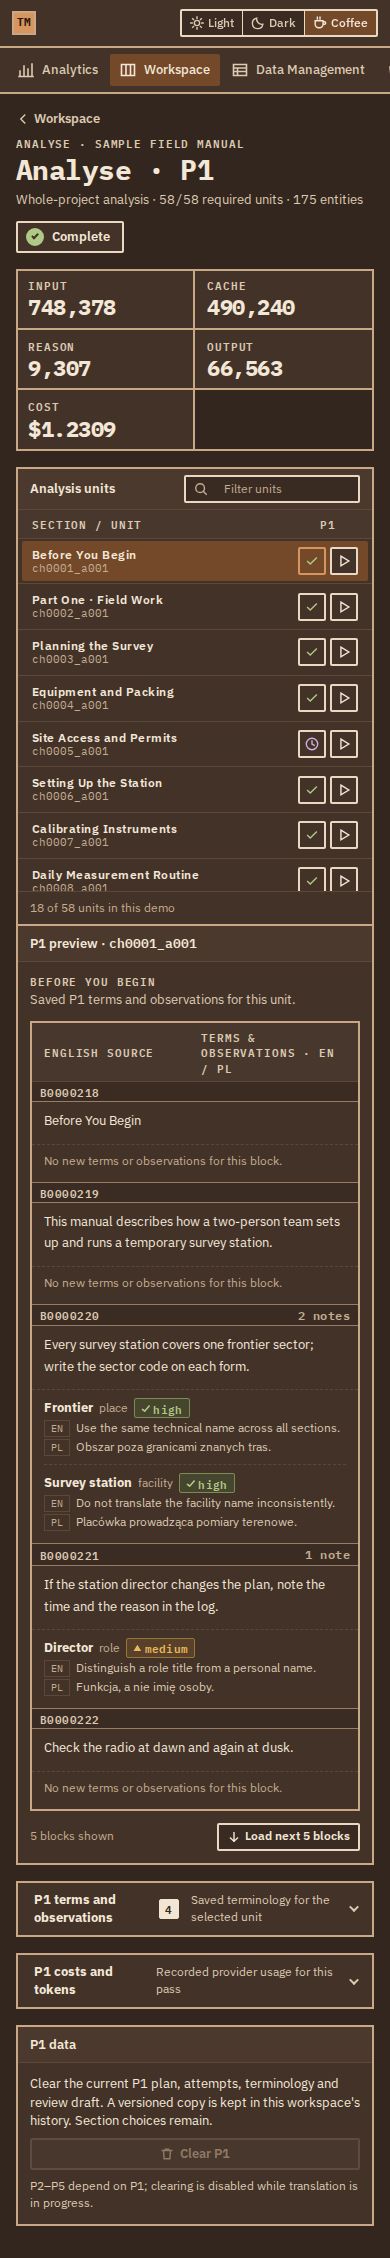 TM
Light Dark Coffee
Analytics Workspace Data Management
Workspace
ANALYSE · SAMPLE FIELD MANUAL
Analyse · P1
Whole-project analysis · 58/58 required units · 175 entities
Complete
INPUT
748,378
CACHE
490,240
REASON
9,307
OUTPUT
66,563
COST
$1.2309
Analysis units
Filter units
SECTION / UNIT P1
Before You Begin
ch0001_a001
Part One · Field Work
ch0002_a001
Planning the Survey
ch0003_a001
Equipment and Packing
ch0004_a001
Site Access and Permits
ch0005_a001
Setting Up the Station
ch0006_a001
Calibrating Instruments
ch0007_a001
Daily Measurement Routine
ch0008_a001
18 of 58 units in this demo
P1 preview · ch0001_a001
BEFORE YOU BEGIN
Saved P1 terms and observations for this unit.
ENGLISH SOURCE
TERMS &
OBSERVATIONS · EN
/ PL
B0000218
Before You Begin
No new terms or observations for this block.
B0000219
This manual describes how a two-person team sets
up and runs a temporary survey station.
No new terms or observations for this block.
B0000220 2 notes
Every survey station covers one frontier sector;
write the sector code on each form.
Frontier place high
EN Use the same technical name across all sections.
PL Obszar poza granicami znanych tras.
Survey station facility high
EN Do not translate the facility name inconsistently.
PL Placówka prowadząca pomiary terenowe.
B0000221 1 note
If the station director changes the plan, note the
time and the reason in the log.
Director role medium
EN Distinguish a role title from a personal name.
PL Funkcja, a nie imię osoby.
B0000222
Check the radio at dawn and again at dusk.
No new terms or observations for this block.
5 blocks shown
Load next 5 blocks
P1 terms and
observations
4
Saved terminology for the
selected unit
P1 costs and
tokens
Recorded provider usage for this
pass
P1 data
Clear the current P1 plan, attempts, terminology and
review draft. A versioned copy is kept in this workspace's
history. Section choices remain.
Clear P1
P2–P5 depend on P1; clearing is disabled while translation is
in progress.